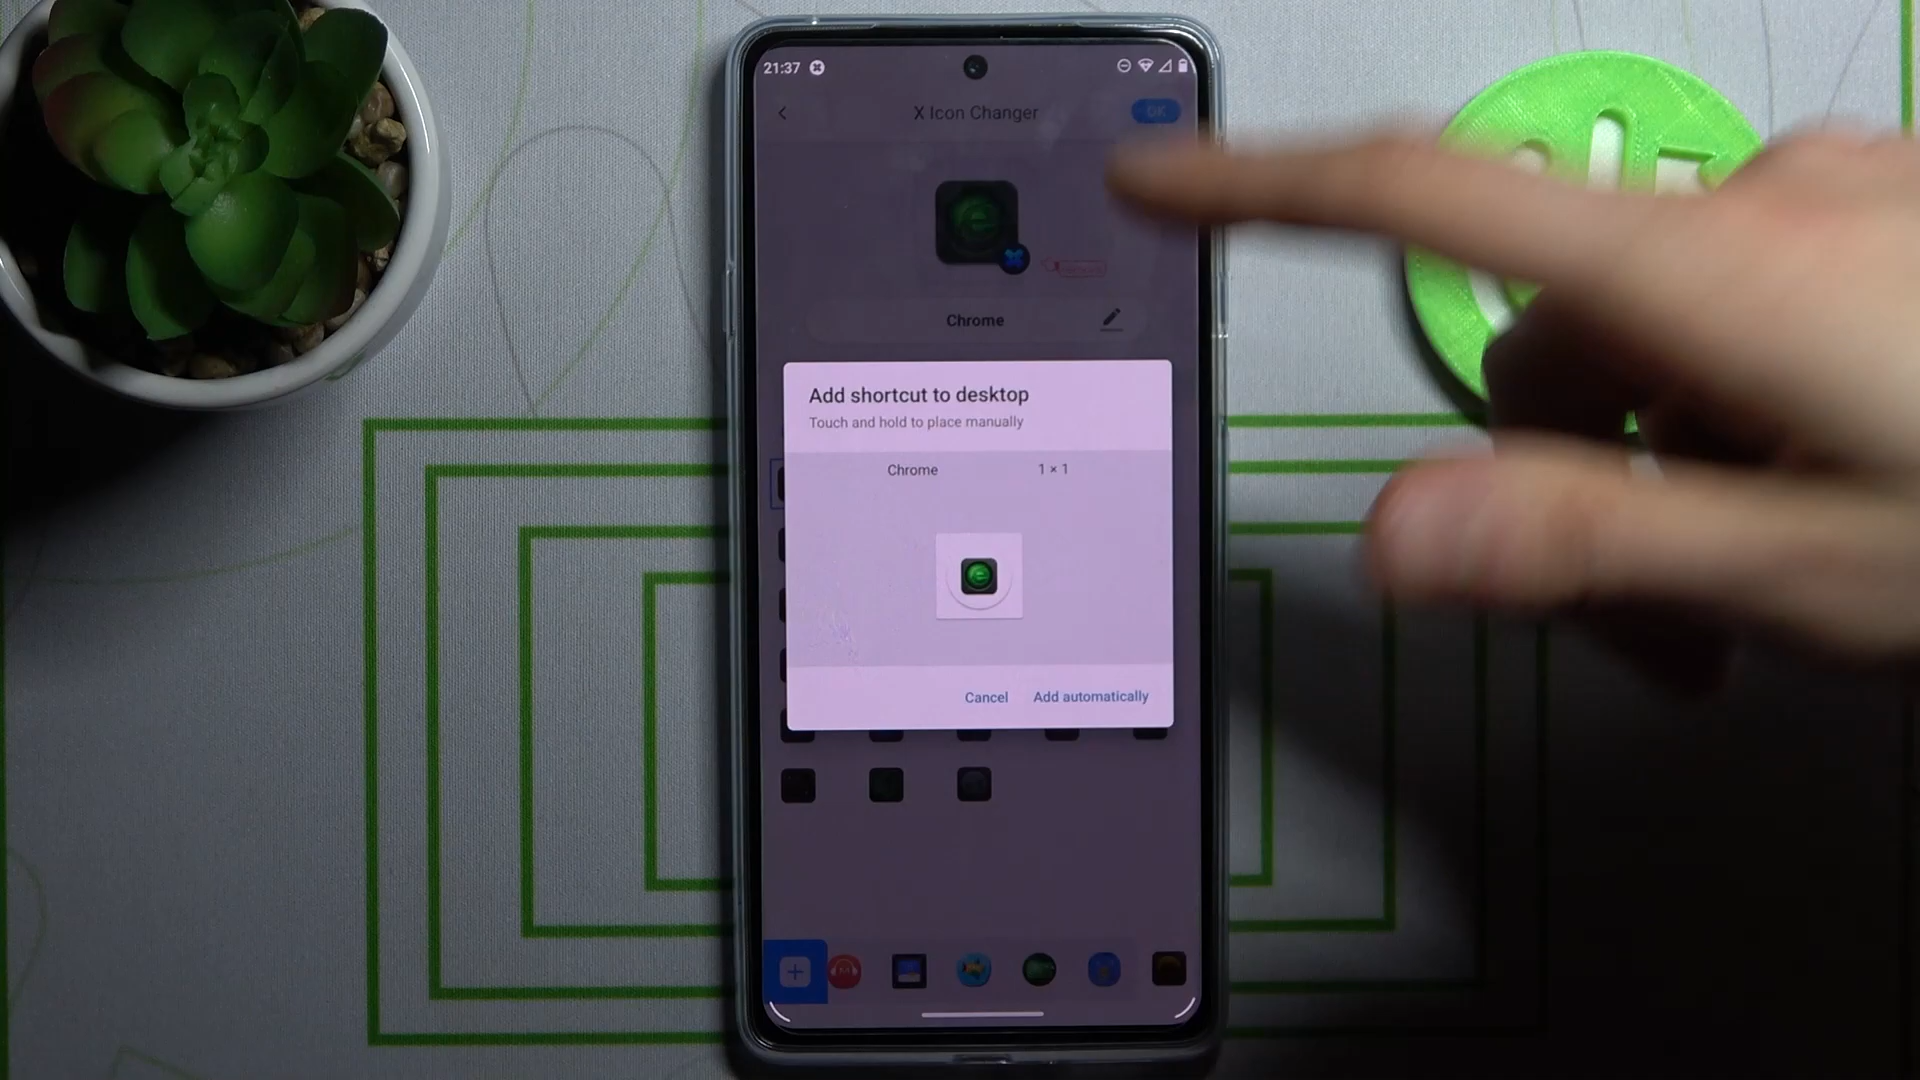 21:37
X Icon Changer
OK
Chrome
Add shortcut to desktop
Touch and hold to place manually
Chrome 1 × 1
Cancel Add automatically